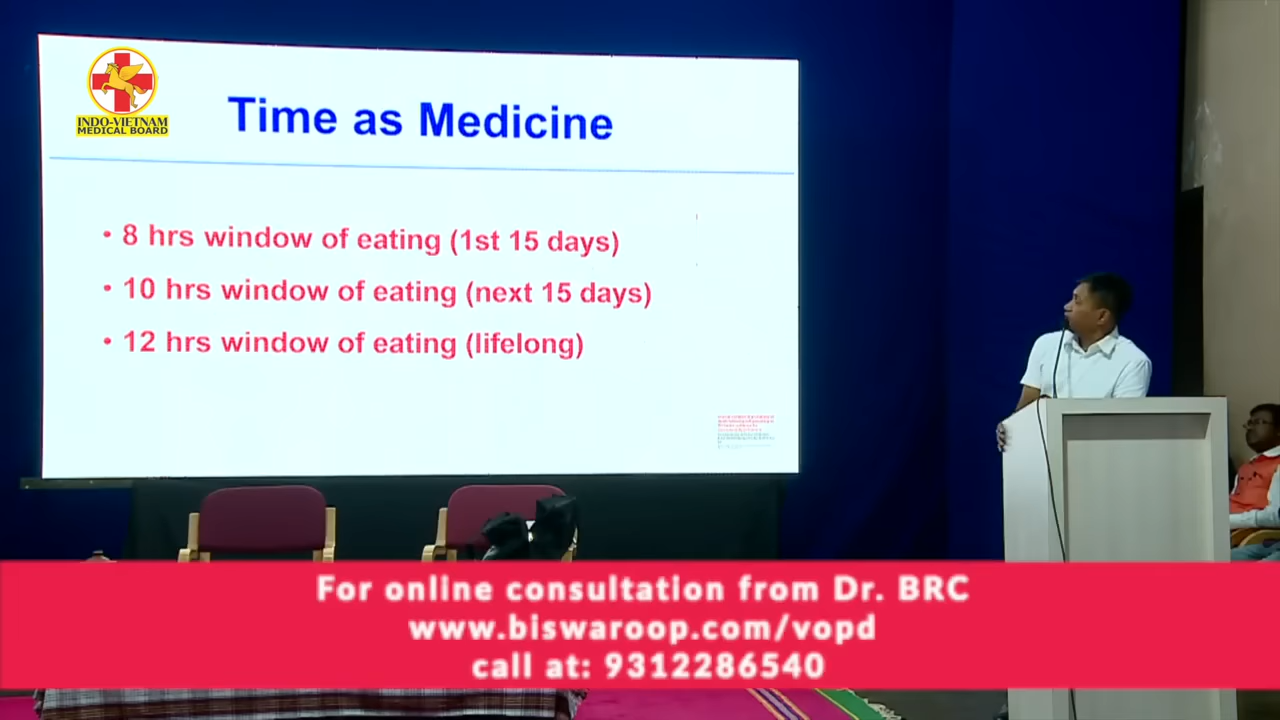 INDO-VIETNAM
MEDICAL BOARD
Time as Medicine
• 8 hrs window of eating (1st 15 days)
• 10 hrs window of eating (next 15 days)
• 12 hrs window of eating (lifelong)
For online consultation from Dr. BRC
www.biswaroop.com/vopd
call at: 9312286540